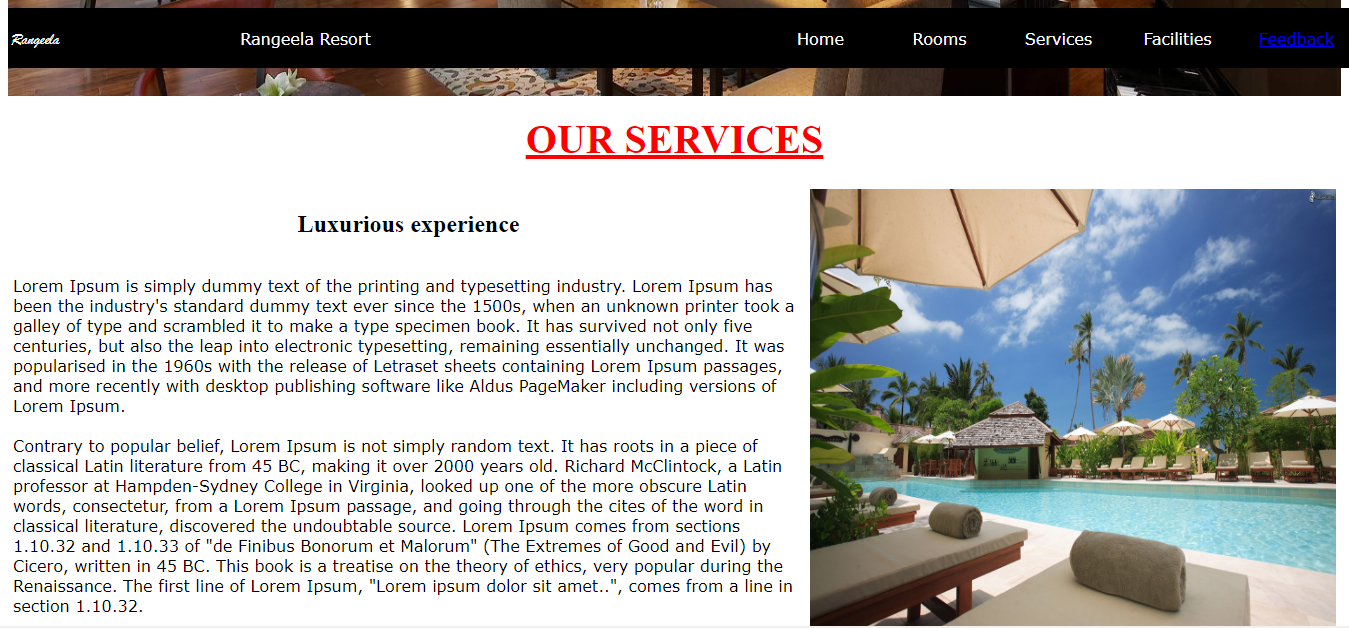 Rangeela
Rangeela Resort
Home
Rooms
Services
Facilities
Feedback
OUR SERVICES
Luxurious experience
Lorem Ipsum is simply dummy text of the printing and typesetting industry. Lorem Ipsum has
been the industry's standard dummy text ever since the 1500s, when an unknown printer took a
galley of type and scrambled it to make a type specimen book. It has survived not only five
centuries, but also the leap into electronic typesetting, remaining essentially unchanged. It was
popularised in the 1960s with the release of Letraset sheets containing Lorem Ipsum passages,
and more recently with desktop publishing software like Aldus PageMaker including versions of
Lorem Ipsum.
Contrary to popular belief, Lorem Ipsum is not simply random text. It has roots in a piece of
classical Latin literature from 45 BC, making it over 2000 years old. Richard McClintock, a Latin
professor at Hampden-Sydney College in Virginia, looked up one of the more obscure Latin
words, consectetur, from a Lorem Ipsum passage, and going through the cites of the word in
classical literature, discovered the undoubtable source. Lorem Ipsum comes from sections
1.10.32 and 1.10.33 of "de Finibus Bonorum et Malorum" (The Extremes of Good and Evil) by
Cicero, written in 45 BC. This book is a treatise on the theory of ethics, very popular during the
Renaissance. The first line of Lorem Ipsum, "Lorem ipsum dolor sit amet..", comes from a line in
section 1.10.32.